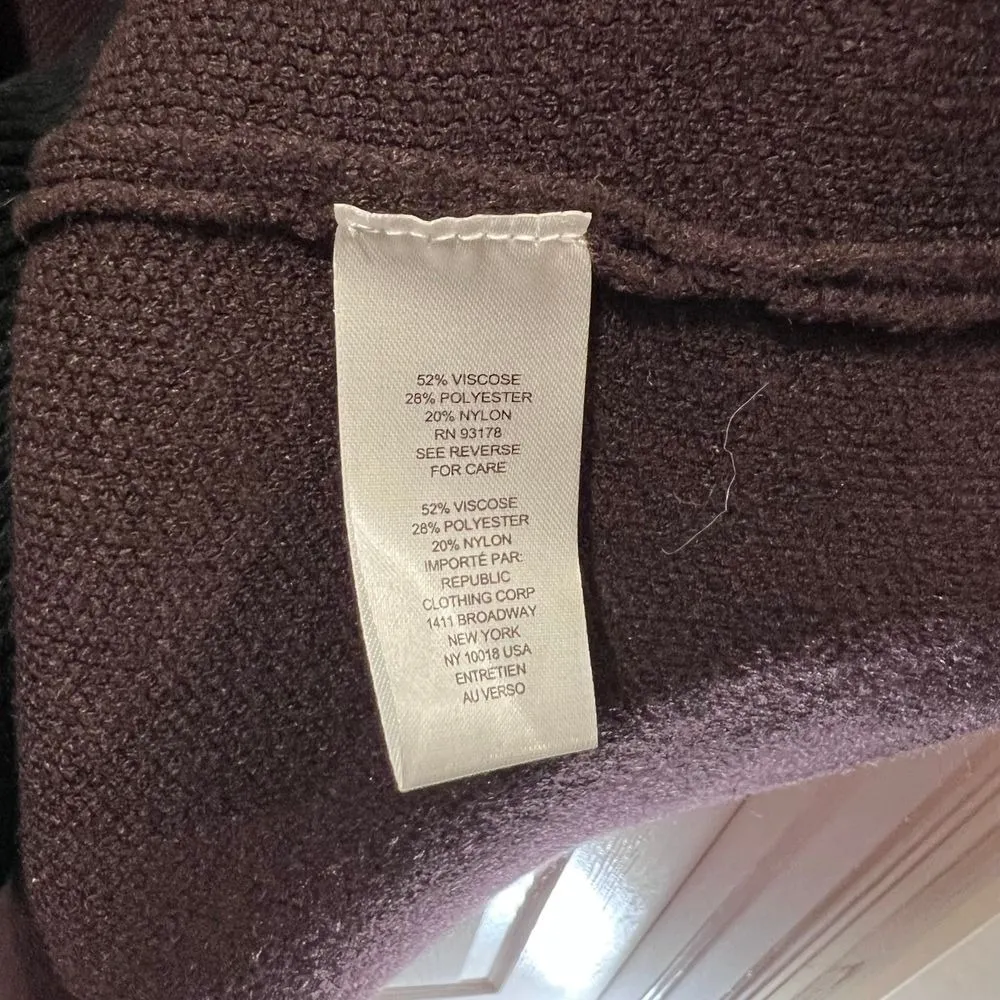 52% VISCOSE
28% POLYESTER
20% NYLON
RN 93178
SEE REVERSE
FOR CARE
52% VISCOSE
28% POLYESTER
20% NYLON
IMPORTÉ PAR:
REPUBLIC
CLOTHING CORP
1411 BROADWAY
NEW YORK
NY 10018 USA
ENTRETIEN
AU VERSO